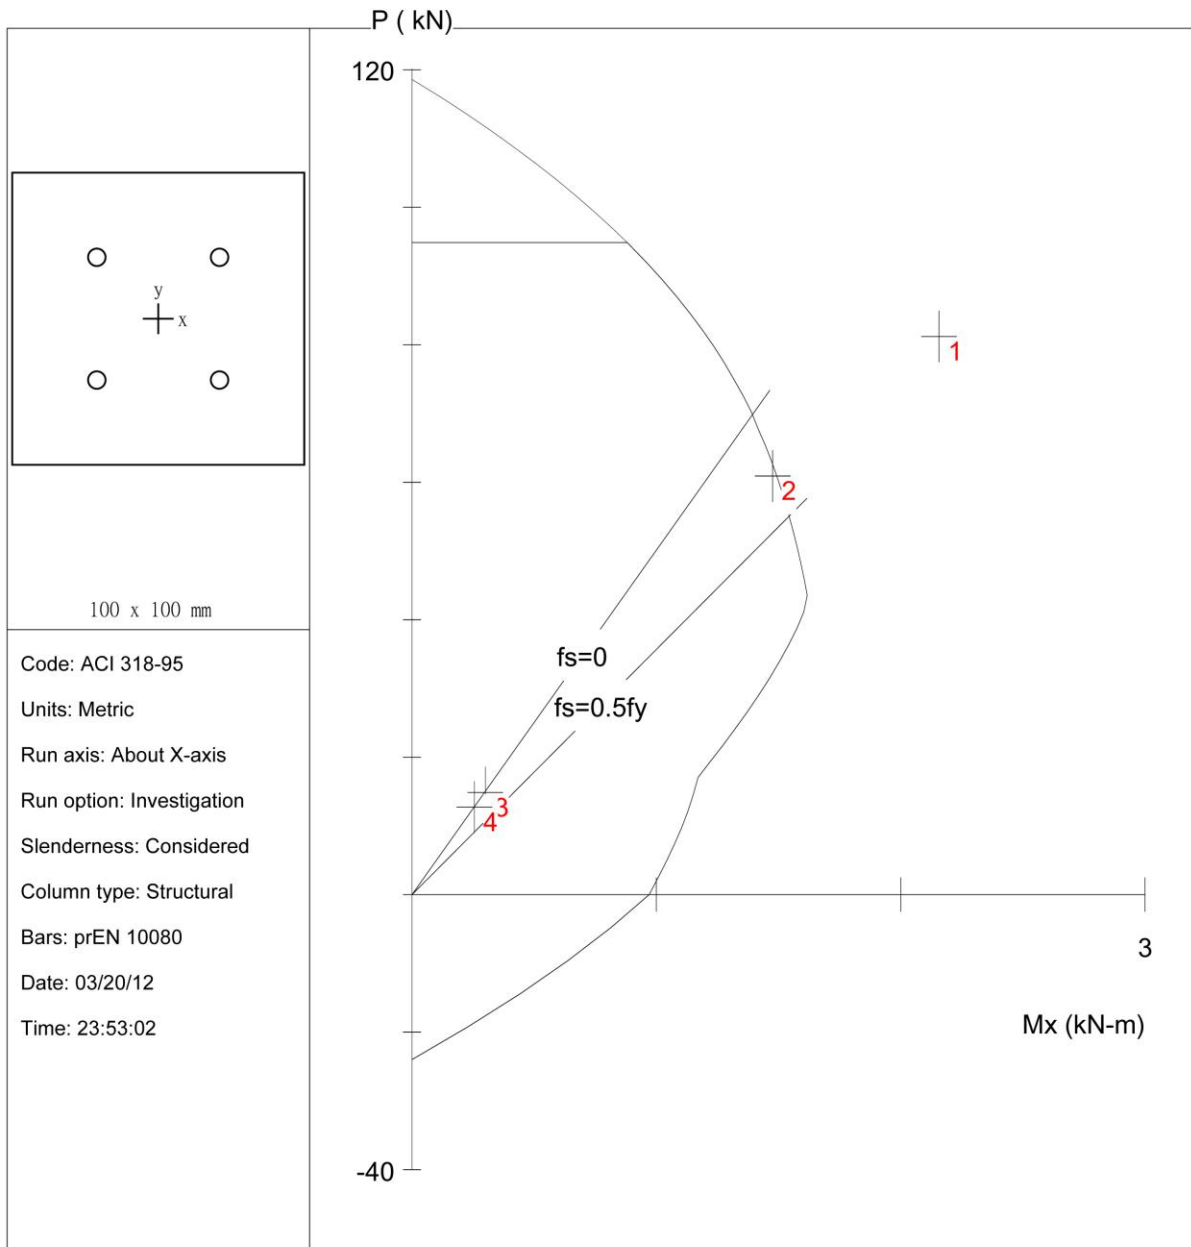 P ( kN)
120
y
x
1
2
100 x 100 mm
fs=0
fs=0.5fy
3
4
Code: ACI 318-95
Units: Metric
Run axis: About X-axis
Run option: Investigation
Slenderness: Considered
Column type: Structural
Bars: prEN 10080
Date: 03/20/12
Time: 23:53:02
3
Mx (kN-m)
-40